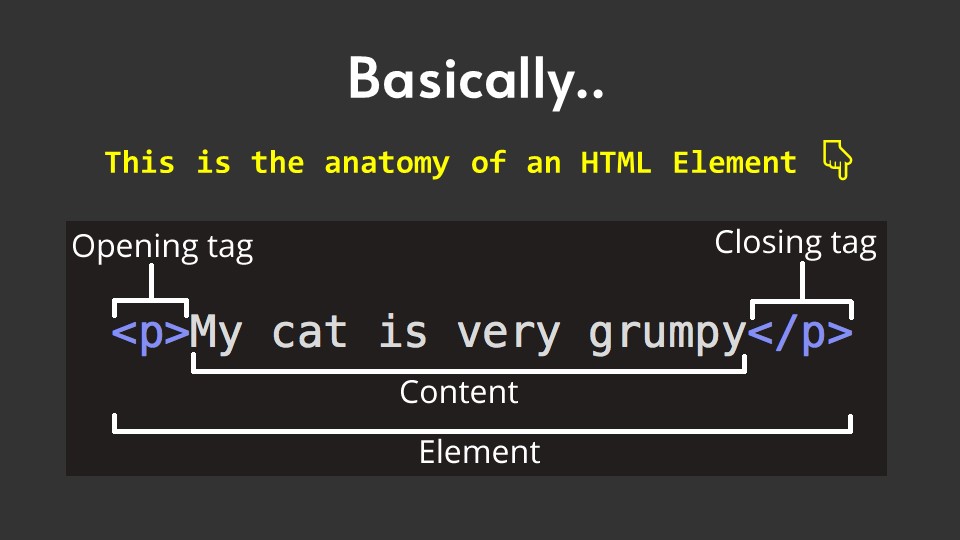 Basically..
This is the anatomy of an HTML Element
Opening tag
Closing tag
<p>My cat is very grumpy</p>
Content
Element